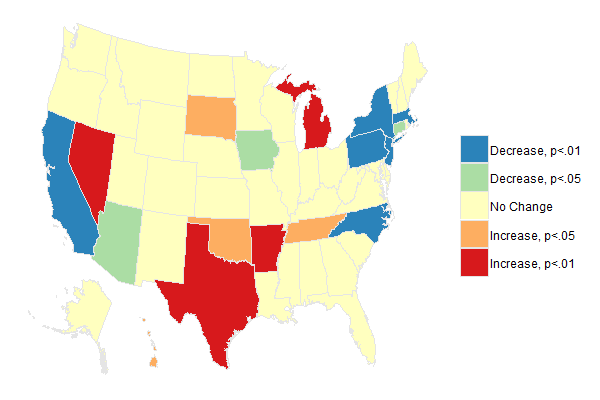 Decrease, p<.01
Decrease, p<.05
No Change
Increase, p<.05
Increase, p<.01